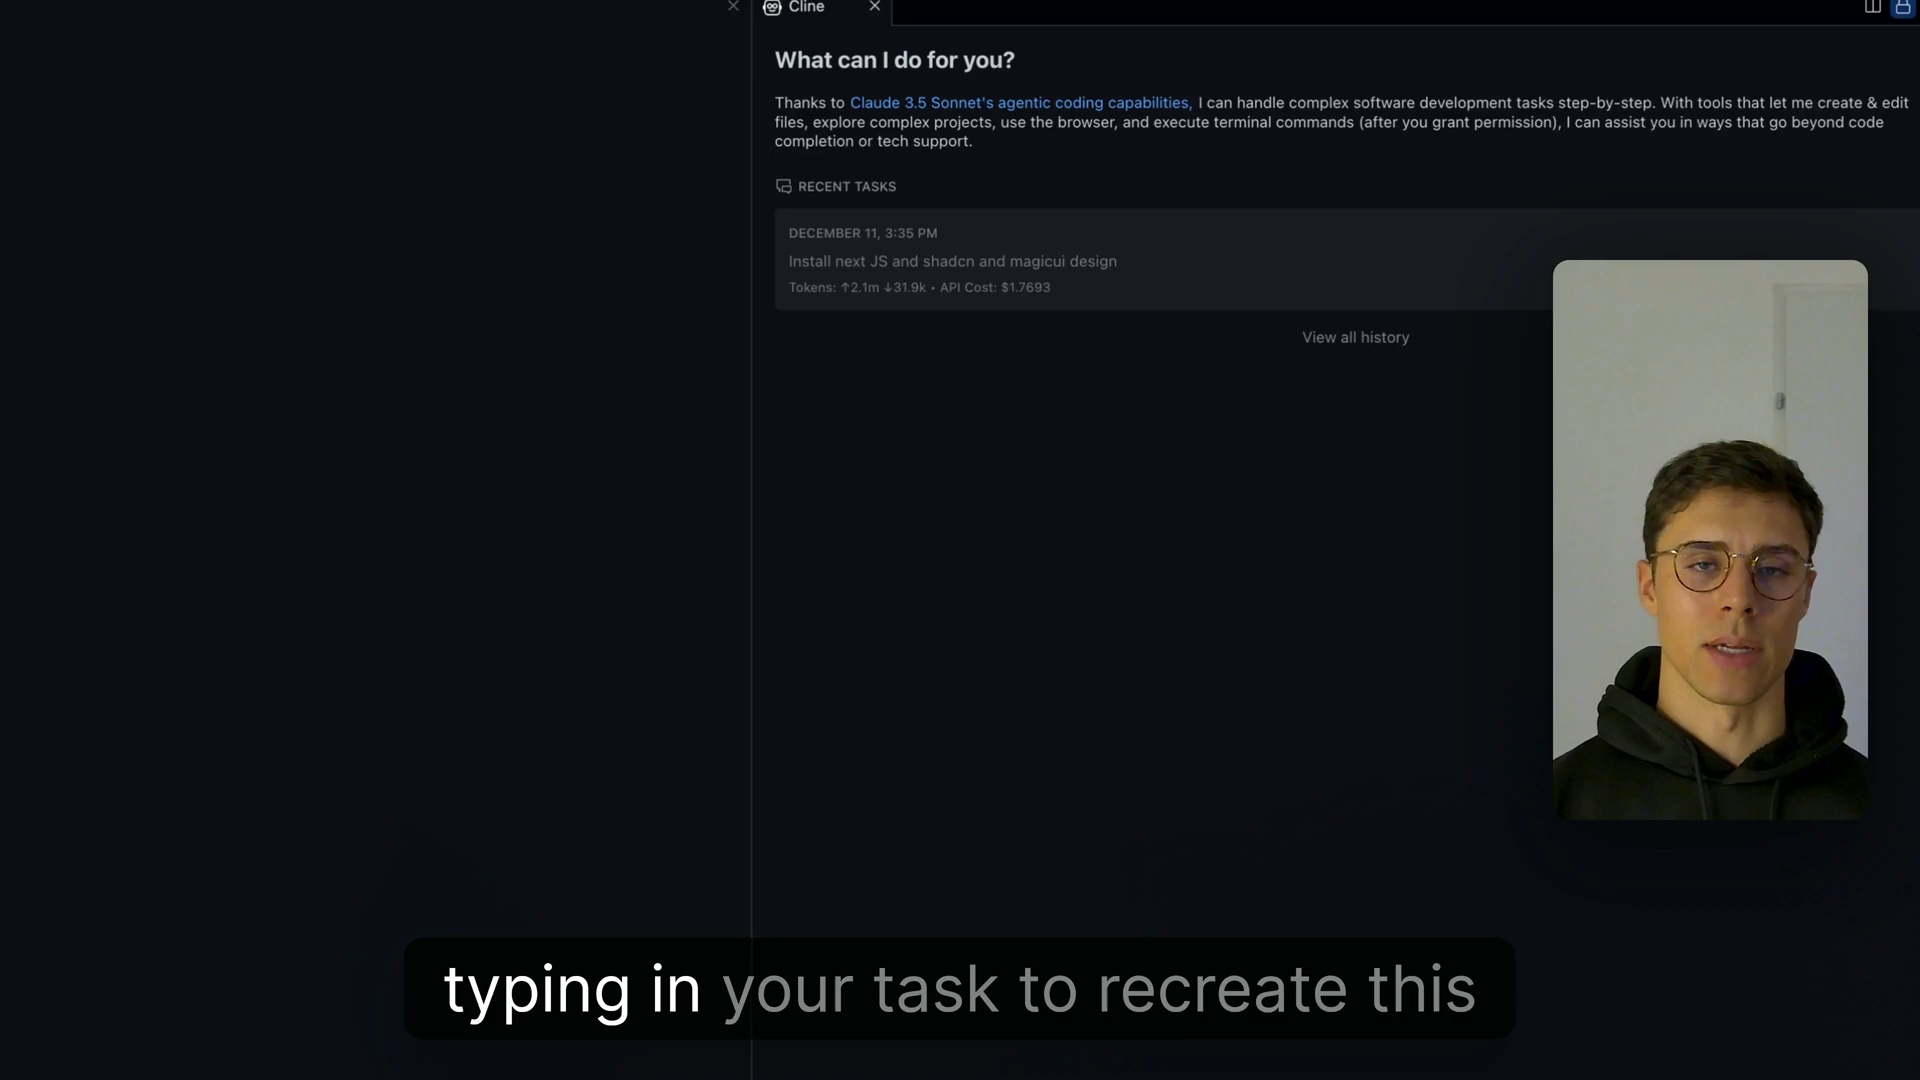 Cline
What can I do for you?
Thanks to Claude 3.5 Sonnet's agentic coding capabilities, I can handle complex software development tasks step-by-step. With tools that let me create & edit
files, explore complex projects, use the browser, and execute terminal commands (after you grant permission), I can assist you in ways that go beyond code
completion or tech support.
RECENT TASKS
DECEMBER 11, 3:35 PM
Install next JS and shadcn and magicui design
Tokens: ↑2.1m ↓31.9k • API Cost: $1.7693
View all history
typing in your task to recreate this